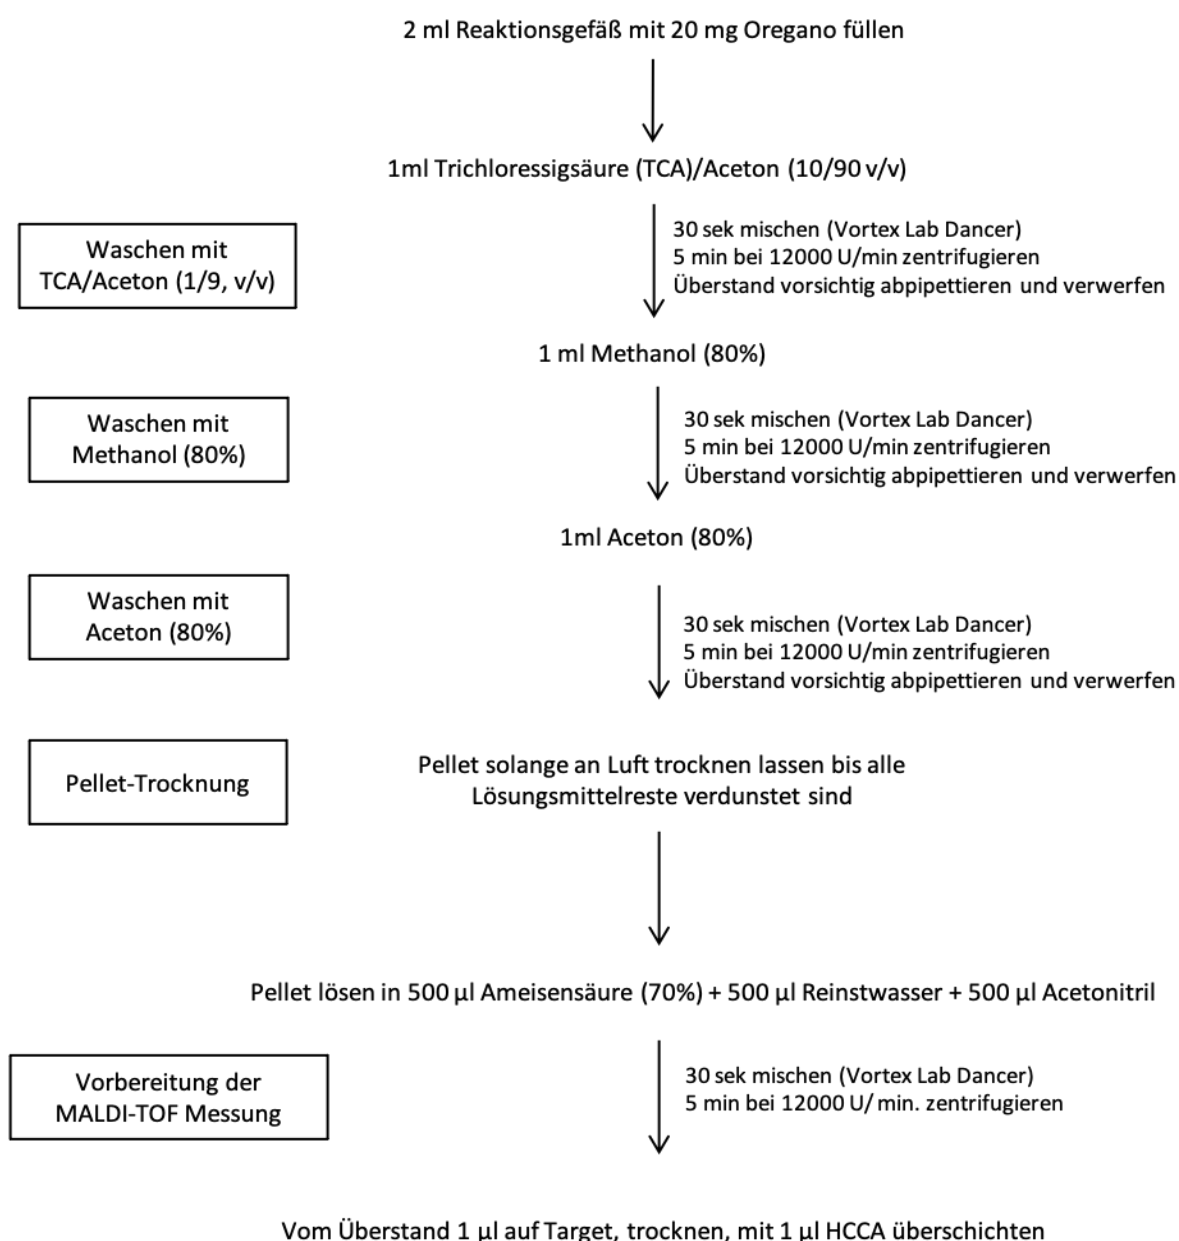 2 ml Reaktionsgefäß mit 20 mg Oregano füllen
1ml Trichloressigsäure (TCA)/Aceton (10/90 v/v)
Waschen mit
TCA/Aceton (1/9, v/v)
30 sek mischen (Vortex Lab Dancer)
5 min bei 12000 U/min zentrifugieren
Überstand vorsichtig abpipettieren und verwerfen
1 ml Methanol (80%)
Waschen mit
Methanol (80%)
30 sek mischen (Vortex Lab Dancer)
5 min bei 12000 U/min zentrifugieren
Überstand vorsichtig abpipettieren und verwerfen
1ml Aceton (80%)
Waschen mit
Aceton (80%)
30 sek mischen (Vortex Lab Dancer)
5 min bei 12000 U/min zentrifugieren
Überstand vorsichtig abpipettieren und verwerfen
Pellet-Trocknung
Pellet solange an Luft trocknen lassen bis alle
Lösungsmittelreste verdunstet sind
Pellet lösen in 500 µl Ameisensäure (70%) + 500 µl Reinstwasser + 500 µl Acetonitril
Vorbereitung der
MALDI-TOF Messung
30 sek mischen (Vortex Lab Dancer)
5 min bei 12000 U/ min. zentrifugieren
Vom Überstand 1 µl auf Target, trocknen, mit 1 µl HCCA überschichten